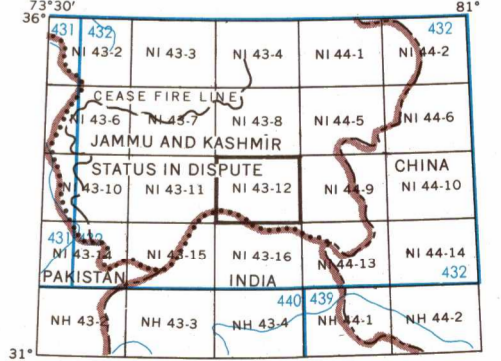 73°30'
81°
36°
431 432
432
NI 43-2 NI 43-3 NI 43-4 NI 44-1 NI 44-2
CEASE FIRE LINE
NI 43-6 NI 43-7 NI 43-8 NI 44-5 NI 44-6
JAMMU AND KASHMIR
STATUS IN DISPUTE
CHINA
NI 43-10 NI 43-11 NI 43-12 NI 44-9 NI 44-10
431 432
NI 43-14 NI 43-15 NI 43-16 NI 44-13 NI 44-14
PAKISTAN INDIA 432
440 439
NH 43-2 NH 43-3 NH 43-4 NH 44-1 NH 44-2
31°